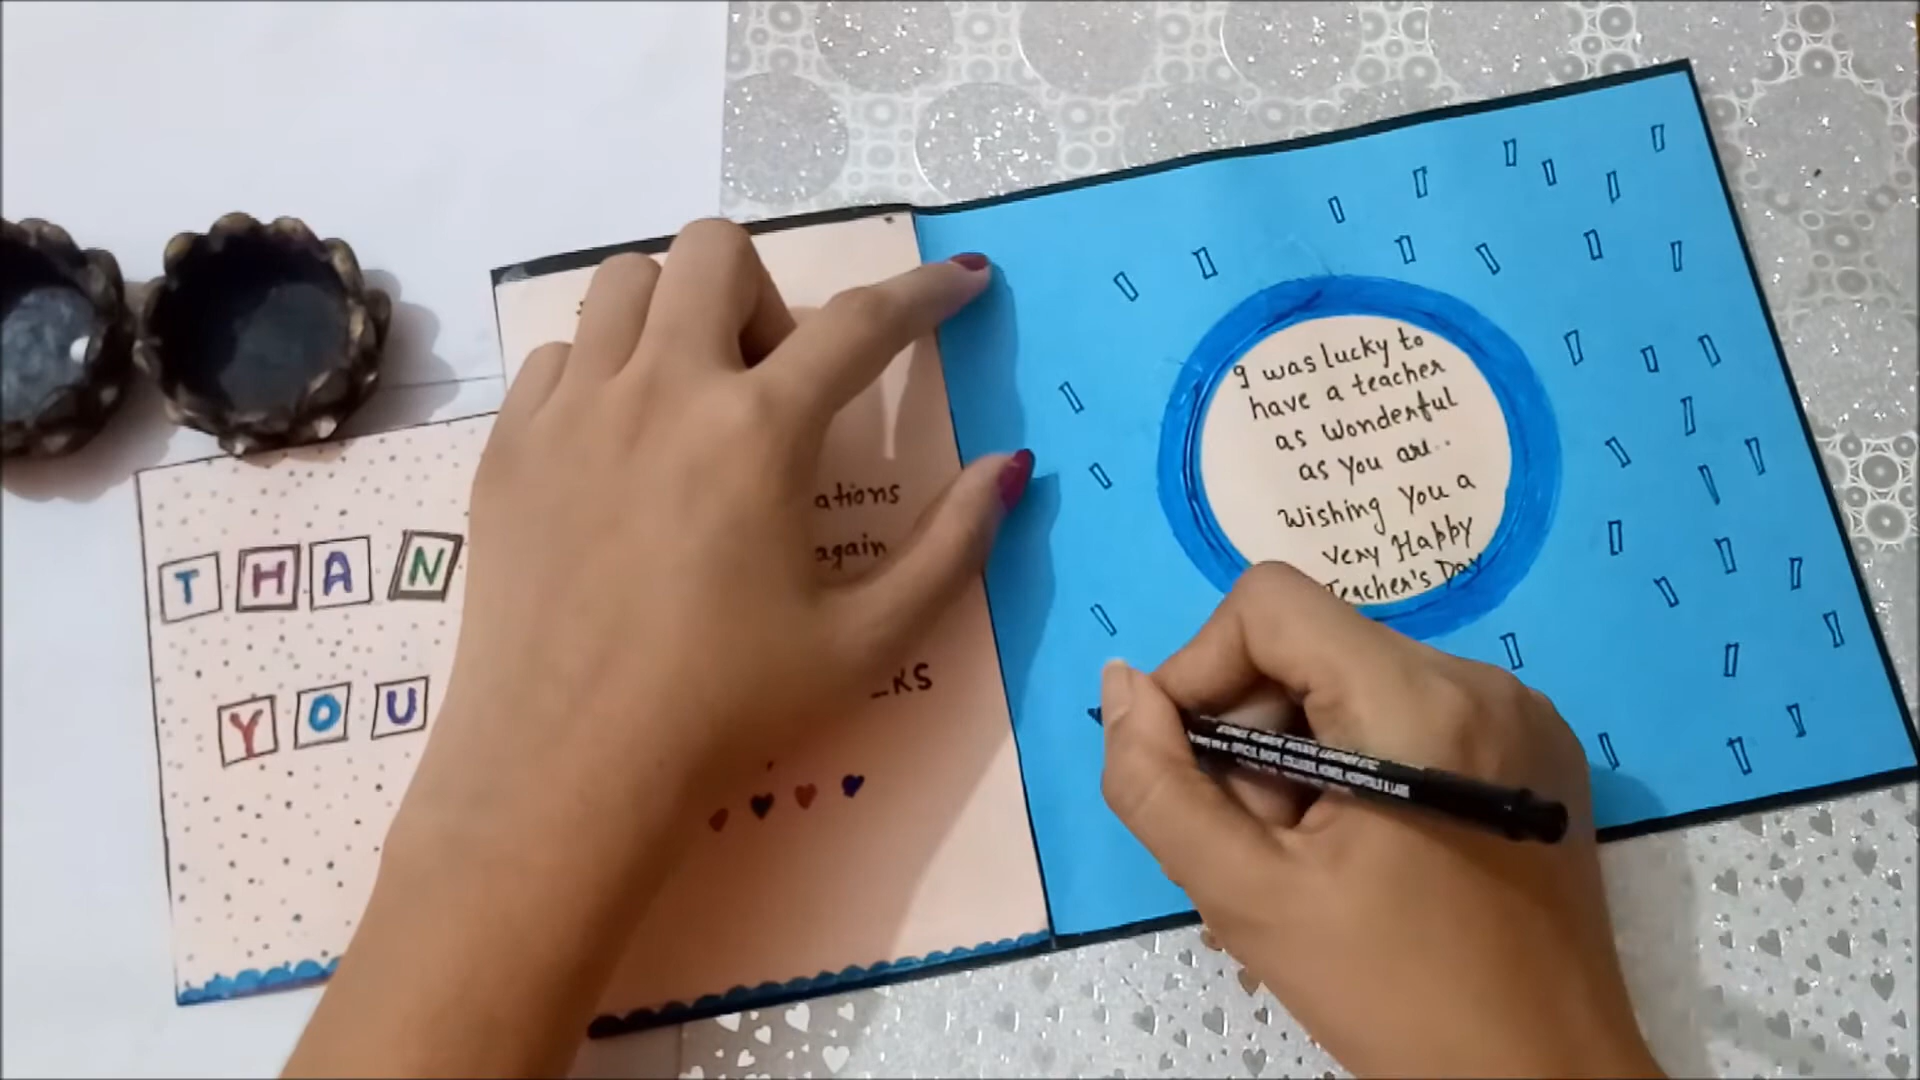 THAN
YOU
ations
again
KS
I was lucky to
have a teacher
as wonderful
as You are..
Wishing You a
very Happy
Teacher's Day